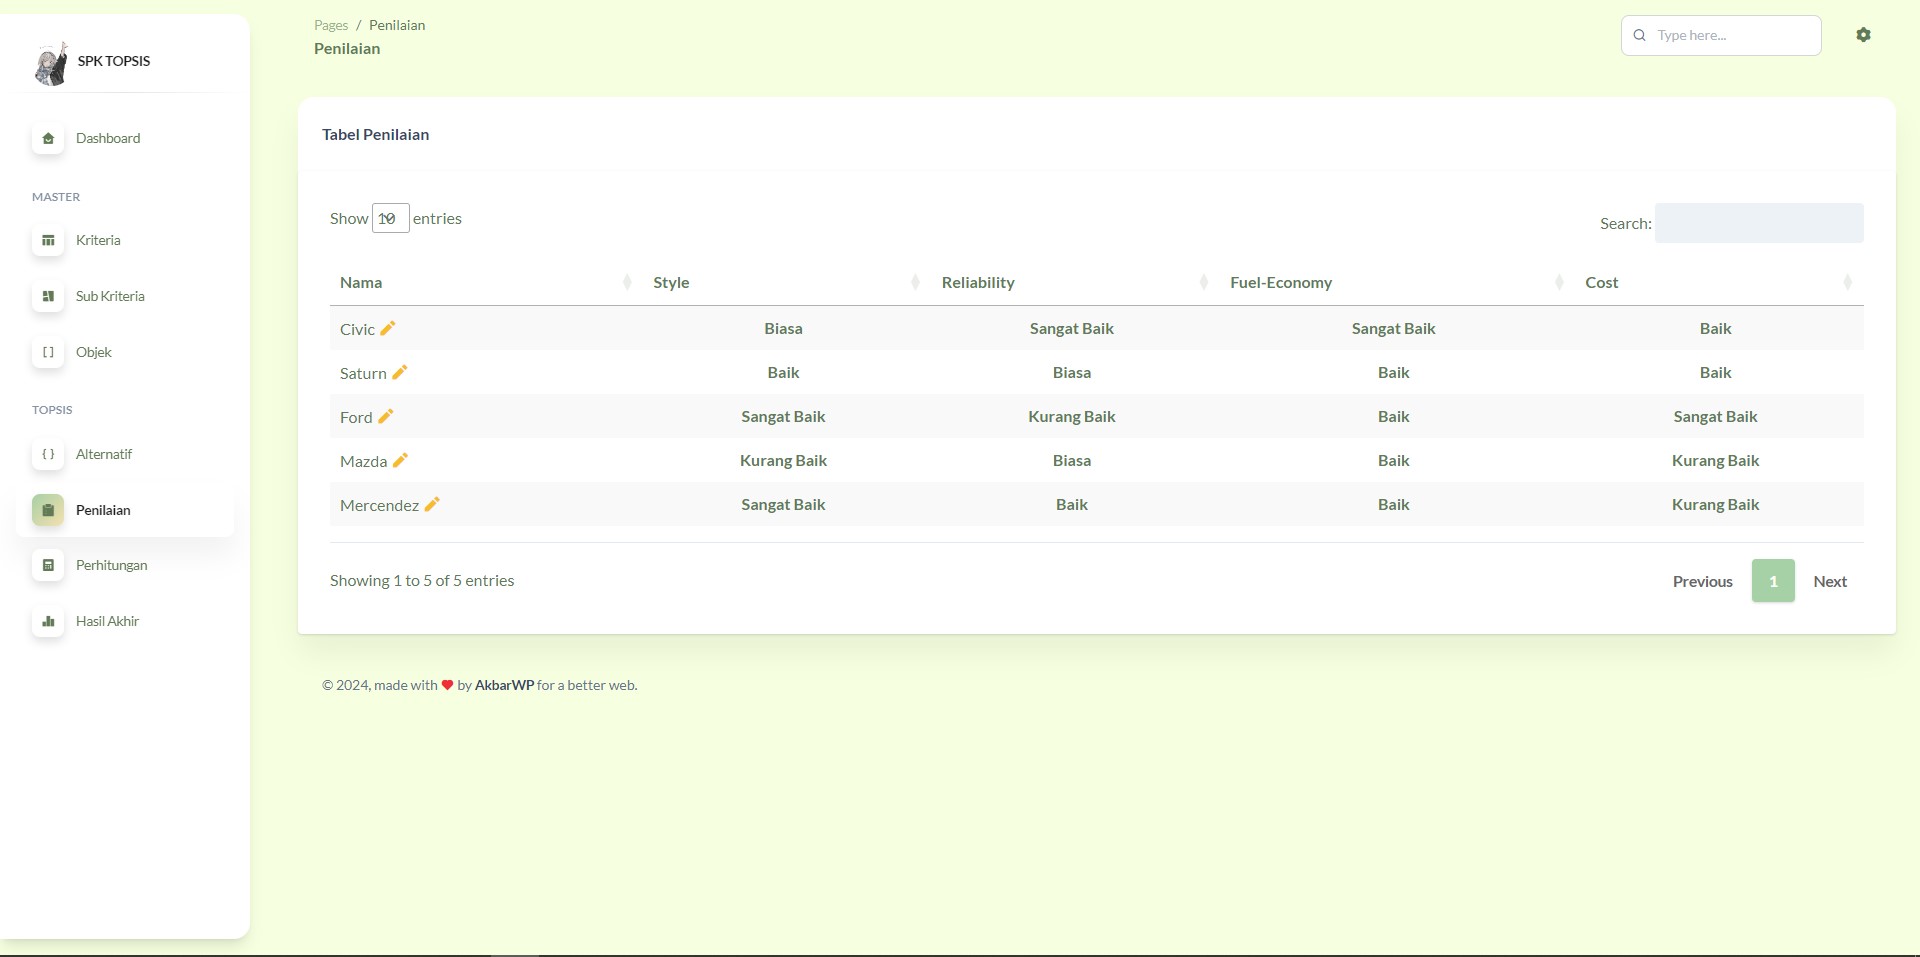 SPK TOPSIS
Dashboard
MASTER
Kriteria
Sub Kriteria
Objek
TOPSIS
Alternatif
Penilaian
Perhitungan
Hasil Akhir
Pages / Penilaian
Penilaian
Type here...
Tabel Penilaian
Show 10 entries
Search:
Nama Style Reliability Fuel-Economy Cost
Civic Biasa Sangat Baik Sangat Baik Baik
Saturn Baik Biasa Baik Baik
Ford Sangat Baik Kurang Baik Baik Sangat Baik
Mazda Kurang Baik Biasa Baik Kurang Baik
Mercendez Sangat Baik Baik Baik Kurang Baik
Showing 1 to 5 of 5 entries
Previous 1 Next
© 2024, made with ❤ by AkbarWP for a better web.